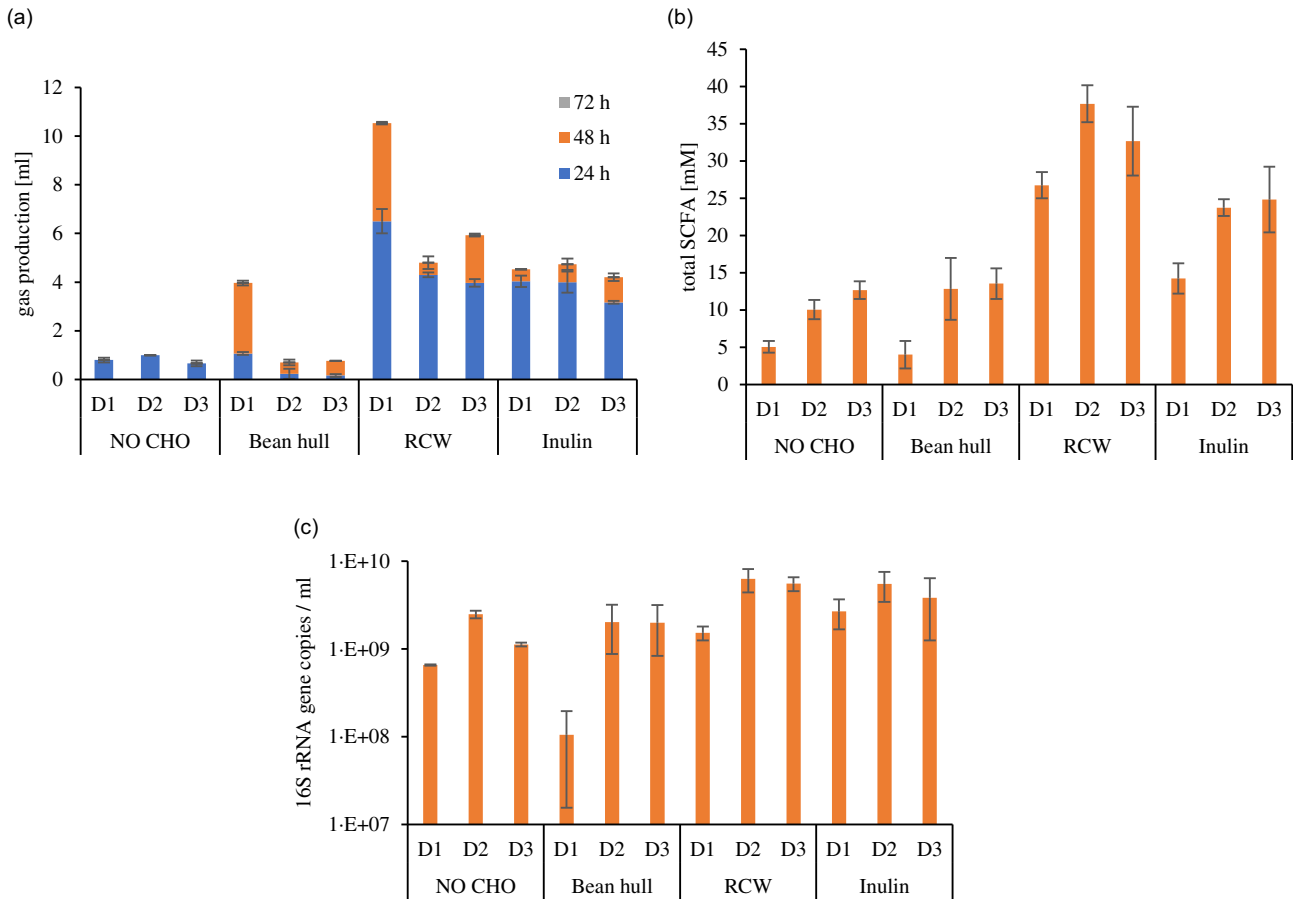 (a)
gas production [ml]
12
10
8
6
4
2
0
72 h
48 h
24 h
D1 D2 D3 D1 D2 D3 D1 D2 D3 D1 D2 D3
NO CHO Bean hull RCW Inulin
(b)
total SCFA [mM]
45
40
35
30
25
20
15
10
5
0
D1 D2 D3 D1 D2 D3 D1 D2 D3 D1 D2 D3
NO CHO Bean hull RCW Inulin
(c)
16S rRNA gene copies / ml
1·E+10
1·E+09
1·E+08
1·E+07
D1 D2 D3 D1 D2 D3 D1 D2 D3 D1 D2 D3
NO CHO Bean hull RCW Inulin